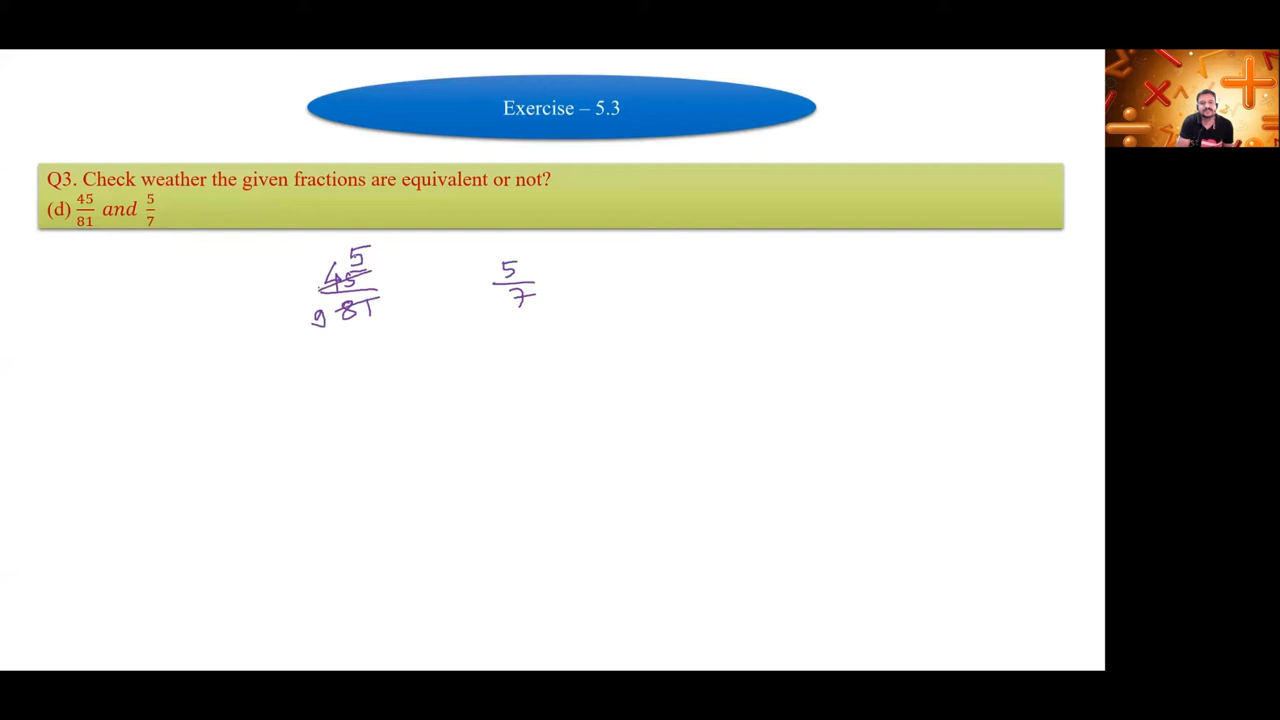 Exercise – 5.3
Q3. Check weather the given fractions are equivalent or not?
(d) 45/81 and 5/7
5
45 5
9 81 7